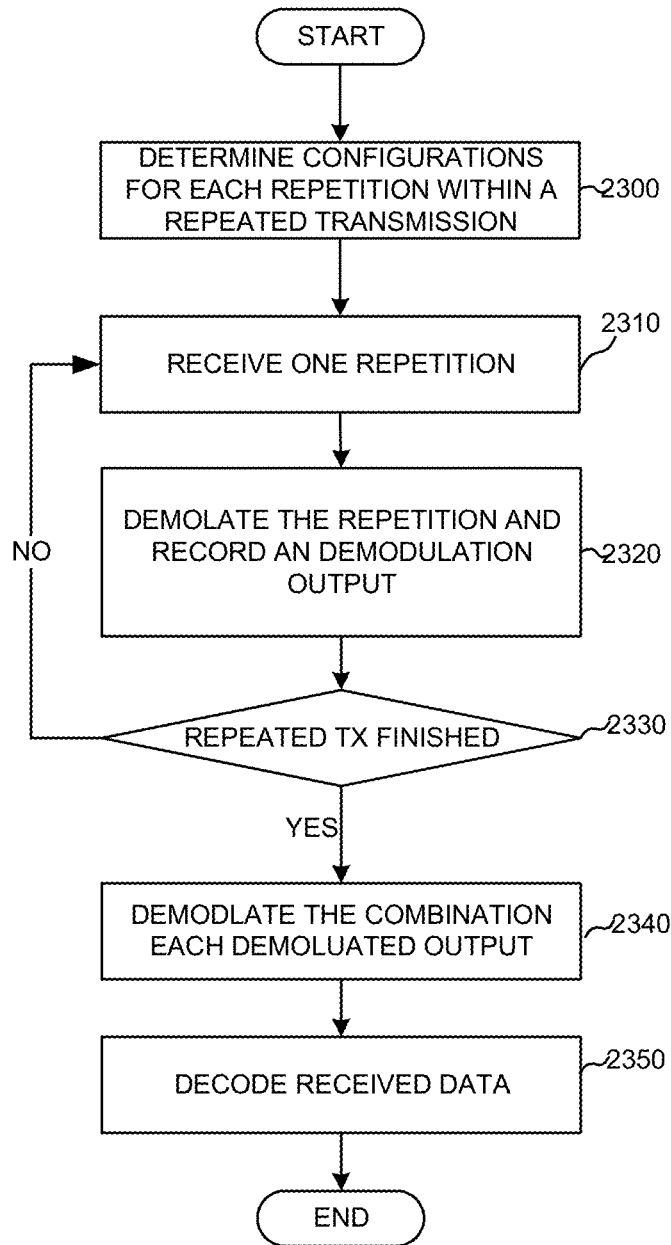 START
DETERMINE CONFIGURATIONS
FOR EACH REPETITION WITHIN A
REPEATED TRANSMISSION
2300
2310
RECEIVE ONE REPETITION
DEMOLATE THE REPETITION AND
RECORD AN DEMODULATION
OUTPUT
2320
NO
REPEATED TX FINISHED
2330
YES
DEMODLATE THE COMBINATION
EACH DEMOLUATED OUTPUT
2340
2350
DECODE RECEIVED DATA
END